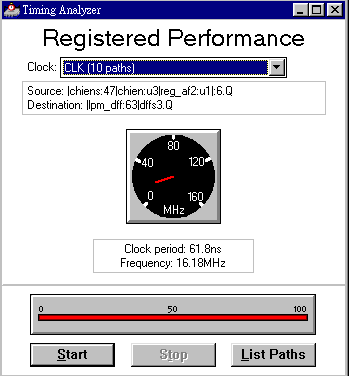 Timing Analyzer
Registered Performance
Clock: CLK (10 paths)
Source: |chiens:47|chien:u3|reg_af2:u1|:6.Q
Destination: |lpm_dff:63|dffs3.Q
80
40 120
0 160
MHz
Clock period: 61.8ns
Frequency: 16.18MHz
0 50 100
Start Stop List Paths